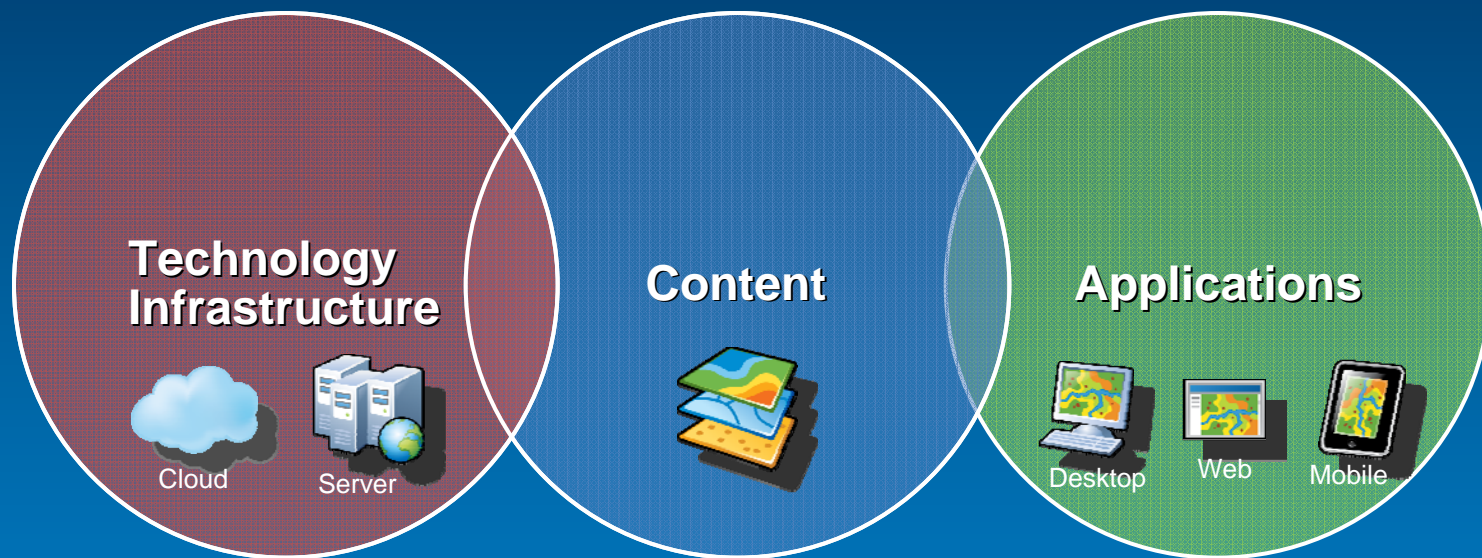 Technology
Infrastructure
Content
Applications
Cloud
Server
Desktop
Web
Mobile